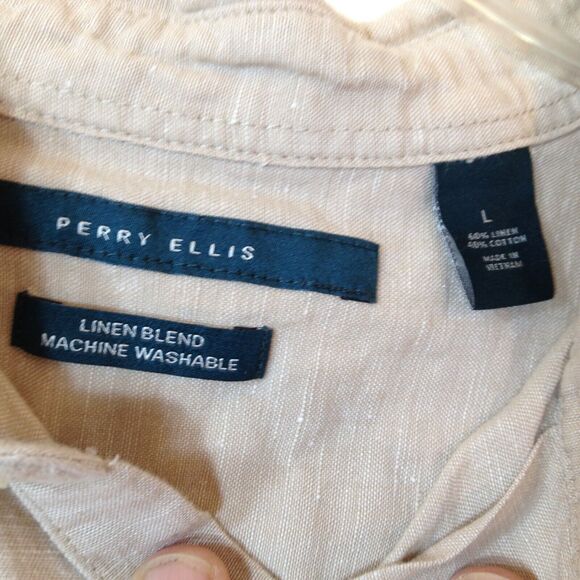 PERRY ELLIS
LINEN BLEND
MACHINE WASHABLE
L
60% LINEN
40% COTTON
MADE IN
VIETNAM